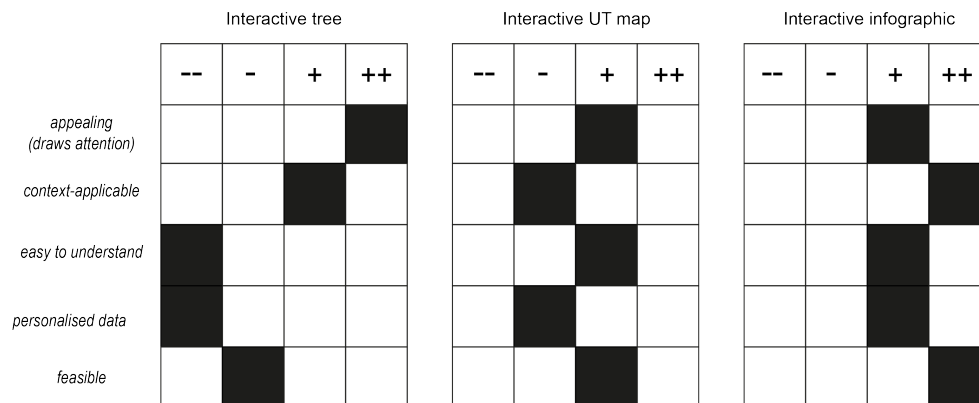 Interactive tree
Interactive UT map
Interactive infographic
-- - + ++
-- - + ++
-- - + ++
appealing
(draws attention)
context-applicable
easy to understand
personalised data
feasible